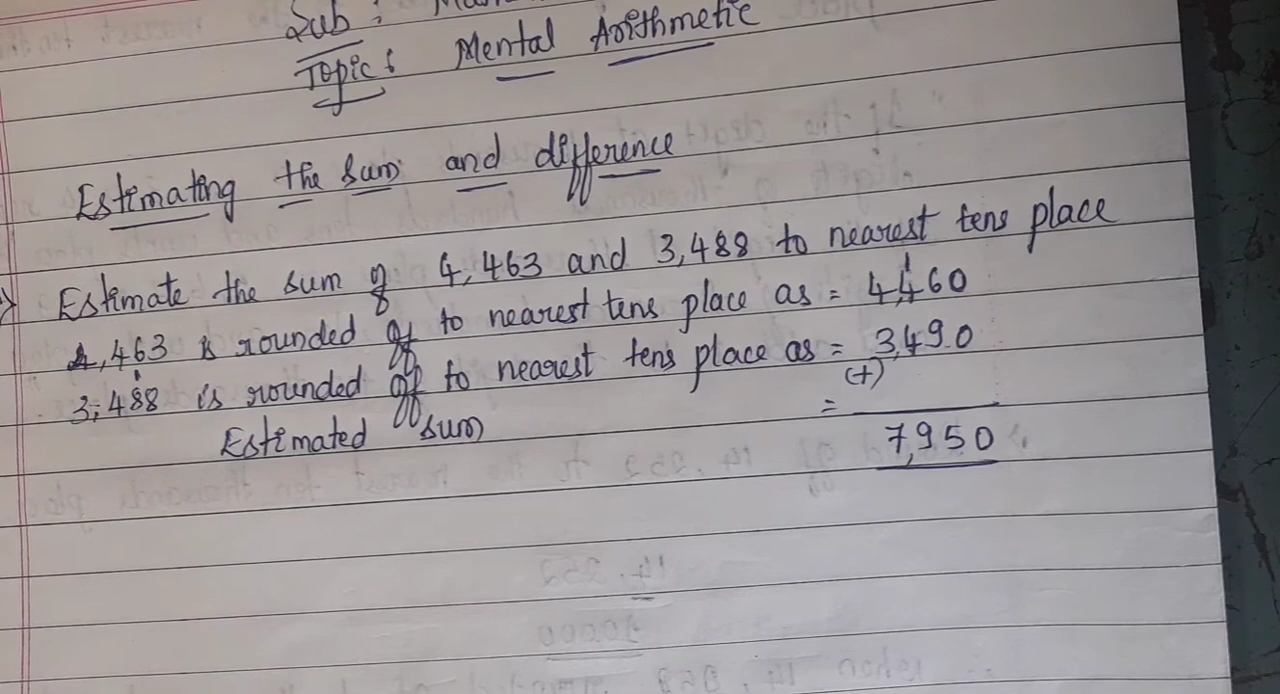 Sub :
Topic : Mental Arithmetic
Estimating the sum and difference
Estimate the sum of 4,463 and 3,488 to nearest tens place
4,463 is rounded off to nearest tens place as = 4,460
3,488 is rounded off to nearest tens place as = 3,490
(+)
Estimated sum = 7,950